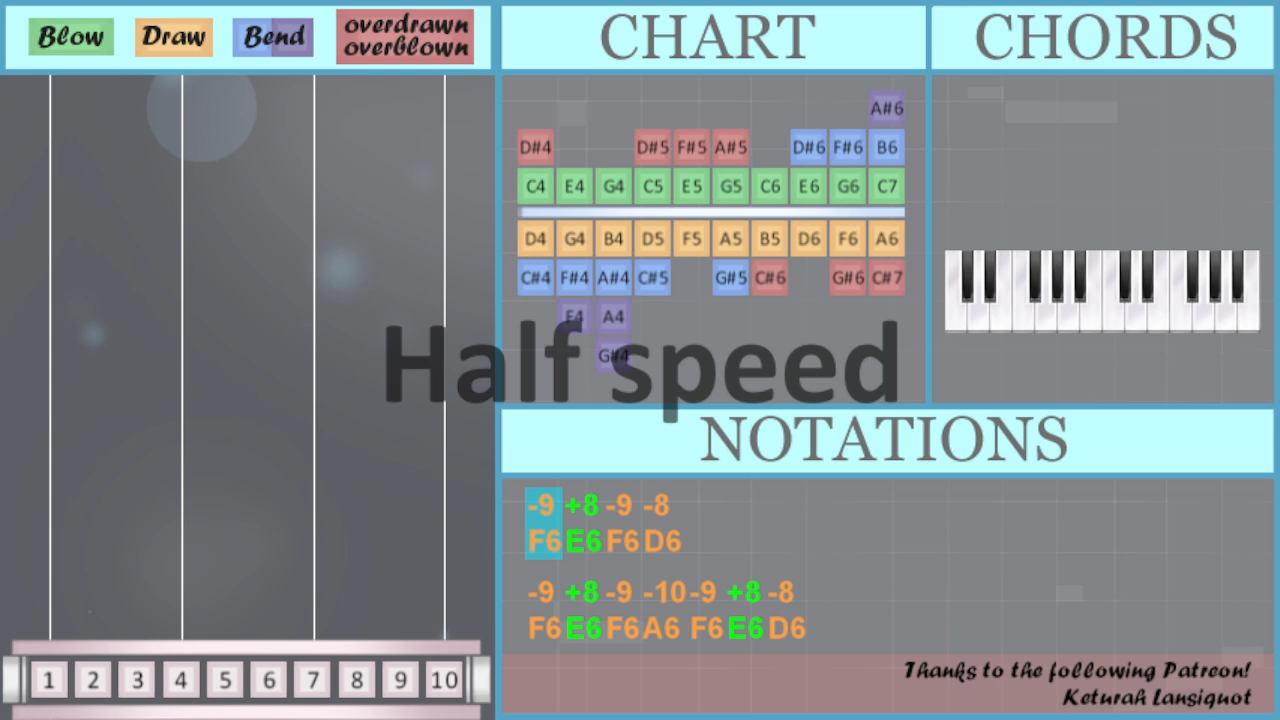 Blow Draw Bend overdrawn
overblown
CHART
CHORDS
A#6
D#4 D#5 F#5 A#5 D#6 F#6 B6
C4 E4 G4 C5 E5 G5 C6 E6 G6 C7
D4 G4 B4 D5 F5 A5 B5 D6 F6 A6
C#4 F#4 A#4 C#5 G#5 C#6 G#6 C#7
F4 A4
G#4
Half speed
NOTATIONS
-9 +8 -9 -8
F6 E6 F6 D6
-9 +8 -9 -10 -9 +8 -8
F6 E6 F6 A6 F6 E6 D6
Thanks to the following Patreon!
Keturah Lansiquot
1 2 3 4 5 6 7 8 9 10